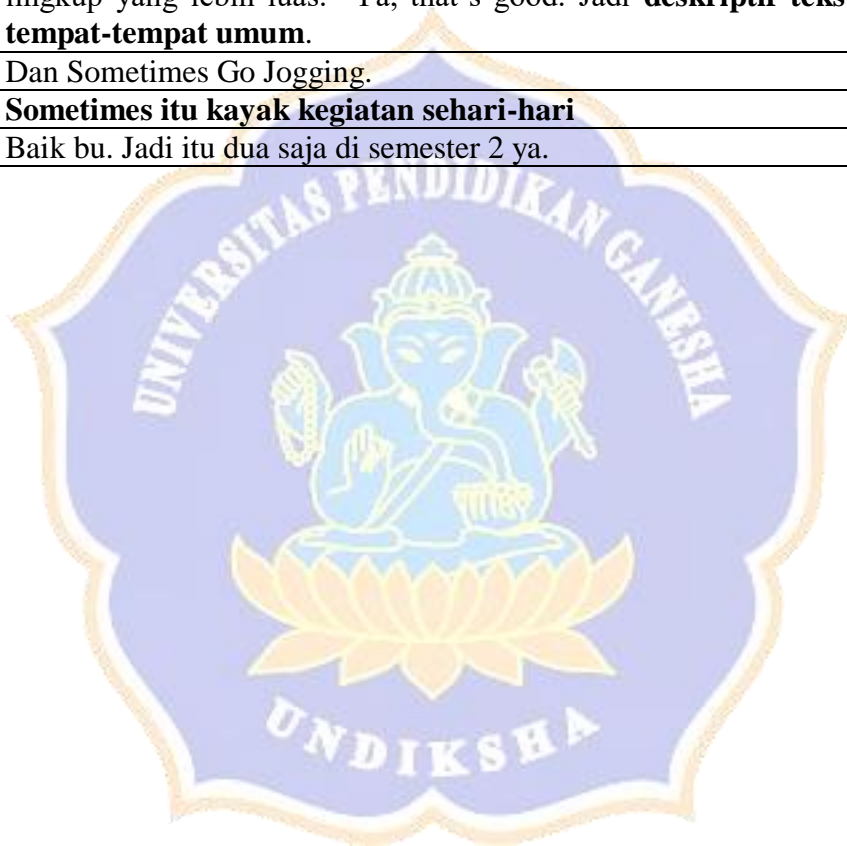 lingkup yang lebih luas. Ya, that's good. Jadi deskriptif teks
tempat-tempat umum.
Dan Sometimes Go Jogging.
Sometimes itu kayak kegiatan sehari-hari
Baik bu. Jadi itu dua saja di semester 2 ya.
UNIVERSITAS PENDIDIKAN GANESHA
UNDIKSHA